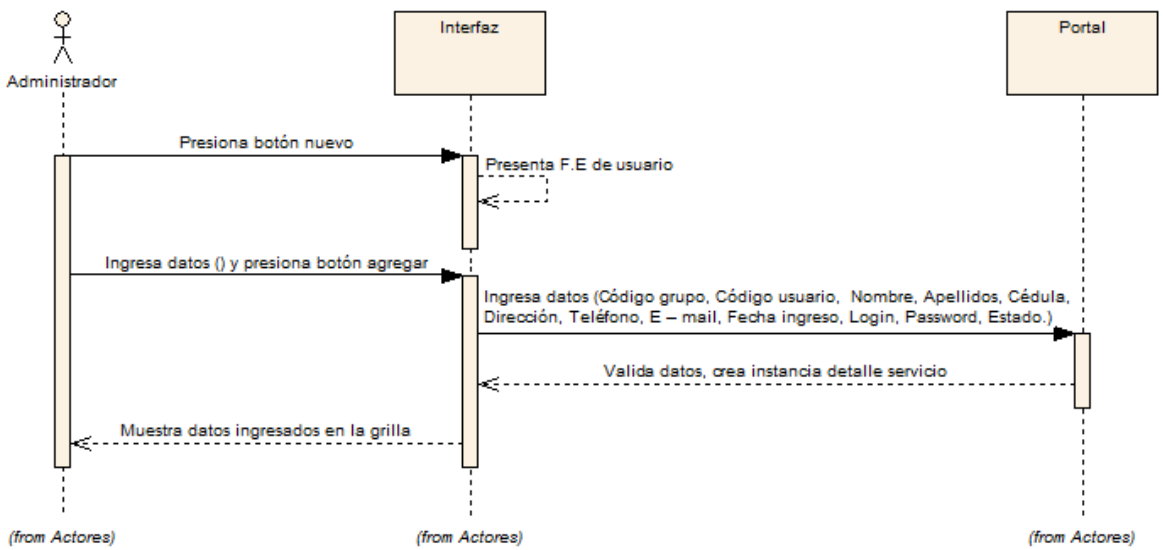 Interfaz
Portal
Administrador
Presiona botón nuevo
Presenta F.E de usuario
Ingresa datos () y presiona botón agregar
Ingresa datos (Código grupo, Código usuario, Nombre, Apellidos, Cédula,
Dirección, Teléfono, E – mail, Fecha ingreso, Login, Password, Estado.)
Valida datos, crea instancia detalle servicio
Muestra datos ingresados en la grilla
(from Actores)
(from Actores)
(from Actores)